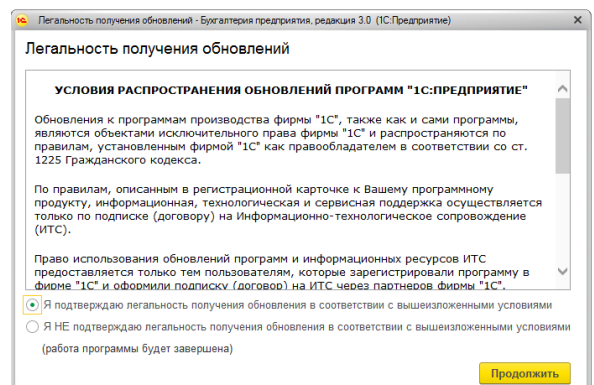 Легальность получения обновлений - Бухгалтерия предприятия, редакция 3.0 (1С:Предприятие)
Легальность получения обновлений
УСЛОВИЯ РАСПРОСТРАНЕНИЯ ОБНОВЛЕНИЙ ПРОГРАММ "1С:ПРЕДПРИЯТИЕ"
Обновления к программам производства фирмы "1С", также как и сами программы,
являются объектами исключительного права фирмы "1С" и распространяются по
правилам, установленным фирмой "1С" как правообладателем в соответствии со ст.
1225 Гражданского кодекса.
По правилам, описанным в регистрационной карточке к Вашему программному
продукту, информационная, технологическая и сервисная поддержка осуществляется
только по подписке (договору) на Информационно-технологическое сопровождение
(ИТС).
Право использования обновлений программ и информационных ресурсов ИТС
предоставляется только тем пользователям, которые зарегистрировали программу в
фирме "1С" и оформили подписку (договор) на ИТС через партнеров фирмы "1С".
Я подтверждаю легальность получения обновления в соответствии с вышеизложенными условиями
Я НЕ подтверждаю легальность получения обновления в соответствии с вышеизложенными условиями
(работа программы будет завершена)
Продолжить